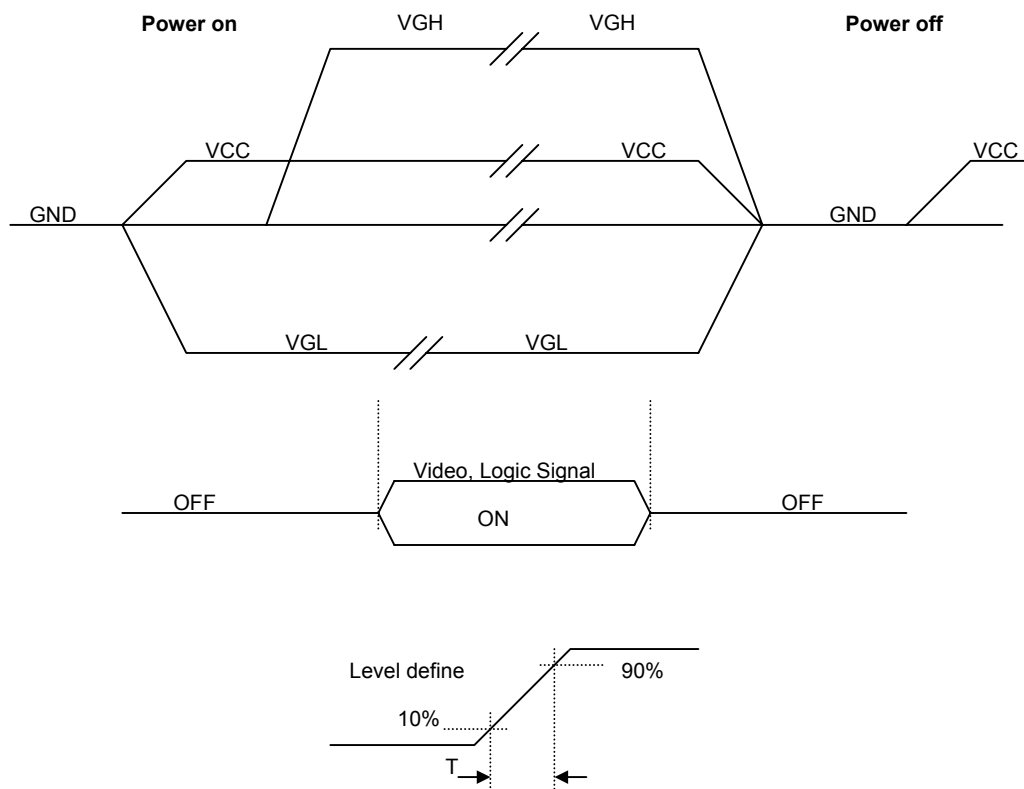 Power on VGH VGH Power off
VCC VCC VCC
GND GND
VGL VGL
Video, Logic Signal
OFF ON OFF
Level define 90%
10%
T